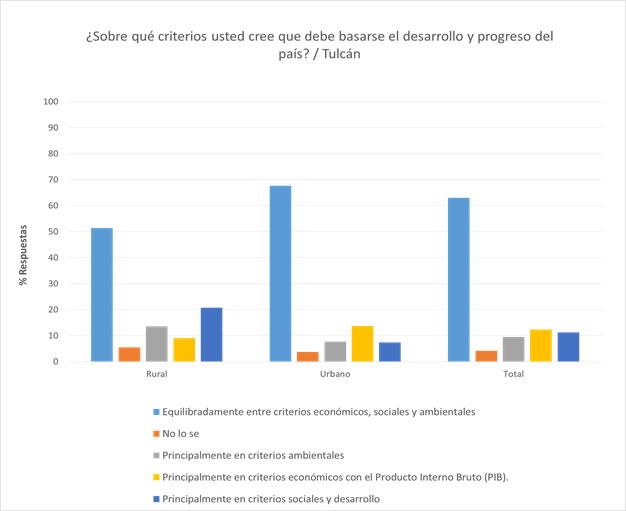 ¿Sobre qué criterios usted cree que debe basarse el desarrollo y progreso del
país? / Tulcán
100
90
80
70
60
50
40
30
20
10
0
% Respuestas
Rural
Urbano
Total
Equilibradamente entre criterios económicos, sociales y ambientales
No lo se
Principalmente en criterios ambientales
Principalmente en criterios económicos con el Producto Interno Bruto (PIB).
Principalmente en criterios sociales y desarrollo